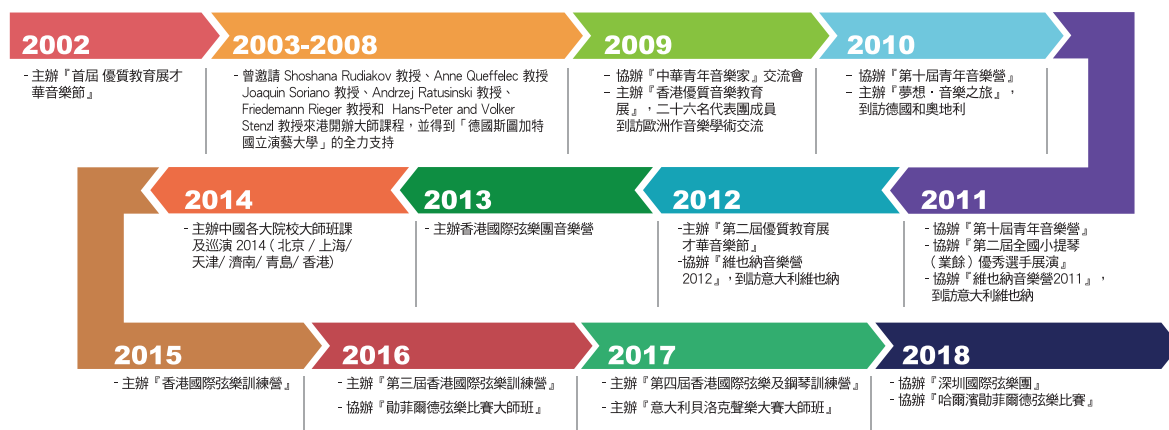 2002
- 主辦『首屆 優質教育展才
華音樂節』
2003-2008
- 曾邀請 Shoshana Rudiakov 教授、Anne Queffelec 教授
Joaquin Soriano 教授、Andrzej Ratusinski 教授、
Friedemann Rieger 教授和 Hans-Peter and Volker
Stenzl 教授來港開辦大師課程，並得到「德國斯圖加特
國立演藝大學」的全力支持
2009
- 協辦『中華青年音樂家』交流會
- 主辦『香港優質音樂教育
展』，二十六名代表團成員
到訪歐洲作音樂學術交流
2010
- 協辦『第十屆青年音樂營』
- 主辦『夢想・音樂之旅』，
到訪德國和奧地利
2011
- 協辦『第十屆青年音樂營』
- 協辦『第二屆全國小提琴
（業餘）優秀選手展演』
- 協辦『維也納音樂營2011』，
到訪意大利維也納
2012
-主辦『第二屆優質教育展
才華音樂節』
-協辦『維也納音樂營
2012』，到訪意大利維也納
2013
- 主辦香港國際弦樂團音樂營
2014
- 主辦中國各大院校大師班課
及巡演 2014 ( 北京 / 上海/
天津/ 濟南/ 青島/ 香港)
2015
- 主辦『香港國際弦樂訓練營』
2016
- 主辦『第三屆香港國際弦樂訓練營』
- 協辦『勛菲爾德弦樂比賽大師班』
2017
- 主辦『第四屆香港國際弦樂及鋼琴訓練營』
- 主辦『意大利貝洛克聲樂大賽大師班』
2018
- 協辦『深圳國際弦樂團』
- 協辦『哈爾濱勛菲爾德弦樂比賽』